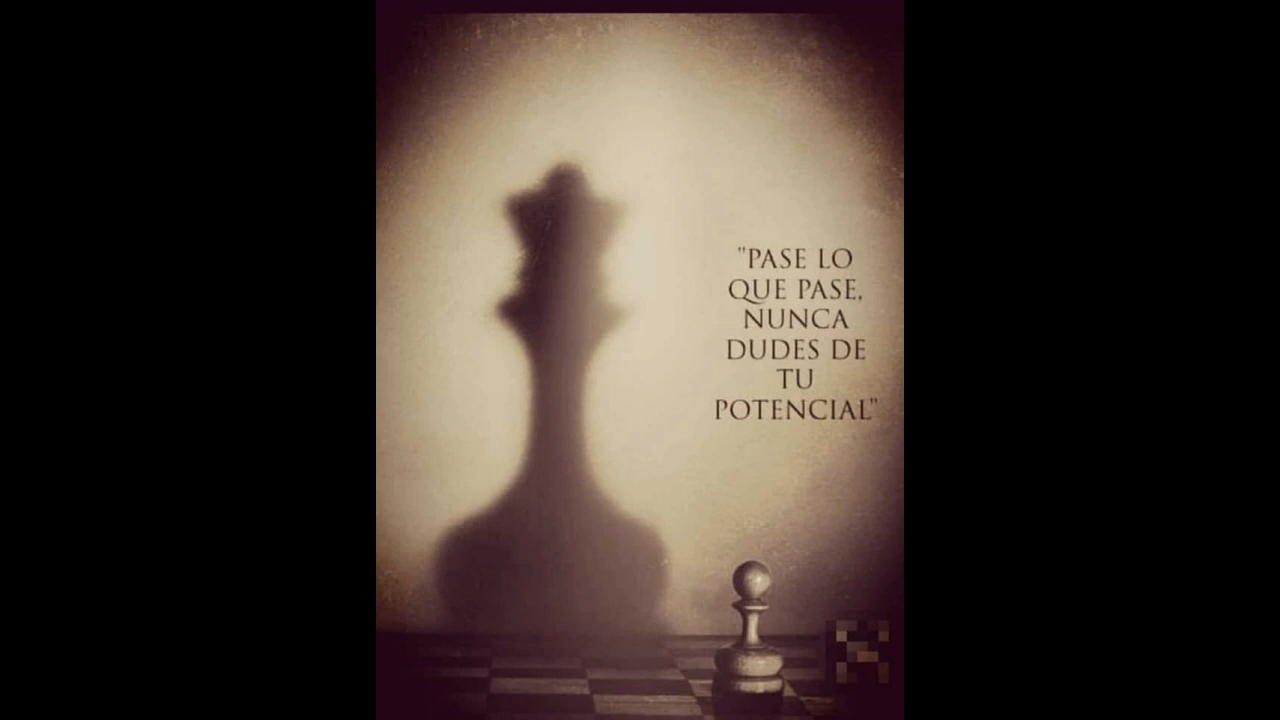 "PASE LO
QUE PASE,
NUNCA
DUDES DE
TU
POTENCIAL"